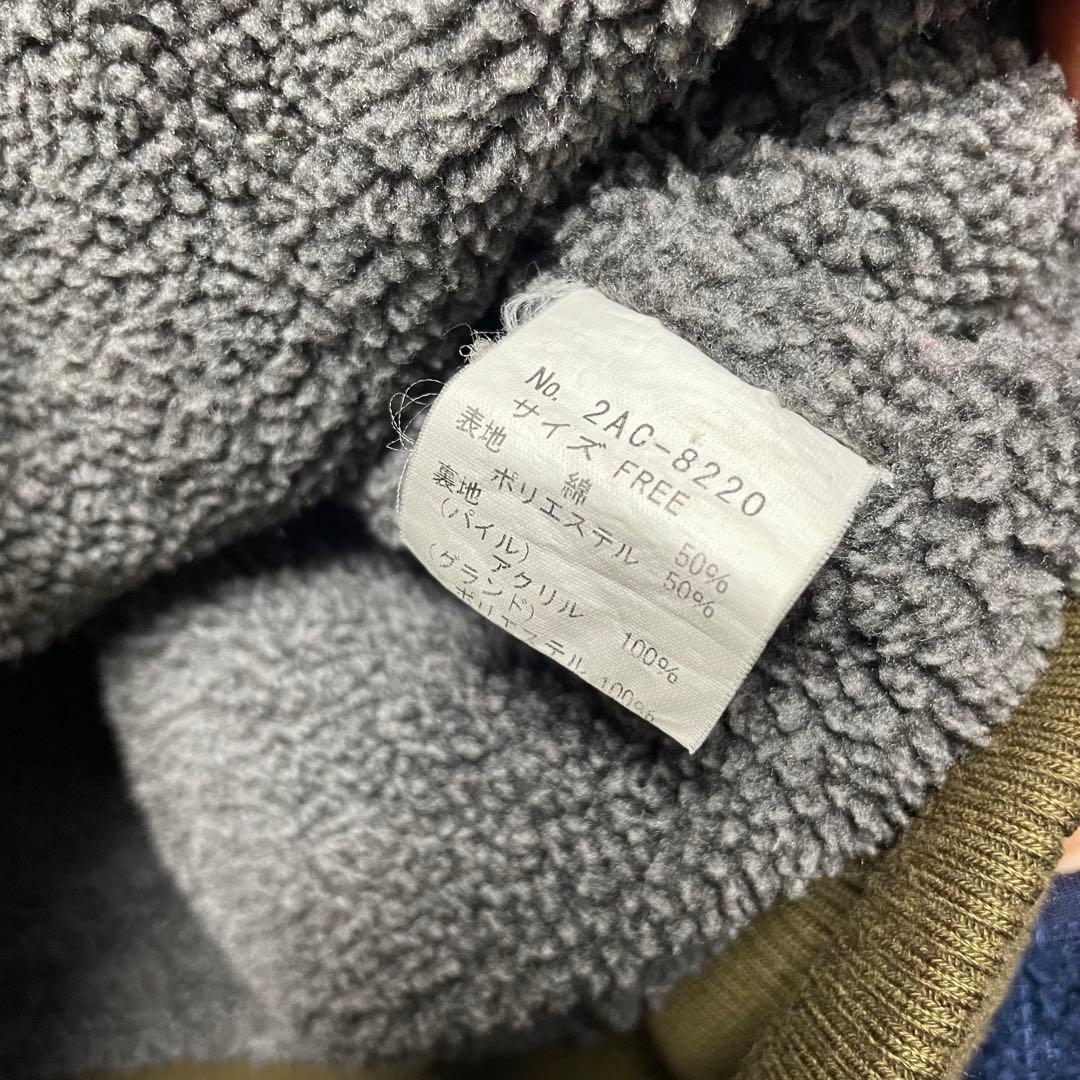 No. 2AC-8220
サイズ FREE
表地 綿 50%
ポリエステル 50%
裏地
(パイル)
アクリル 100%
(グランド)
ポリエステル 100%